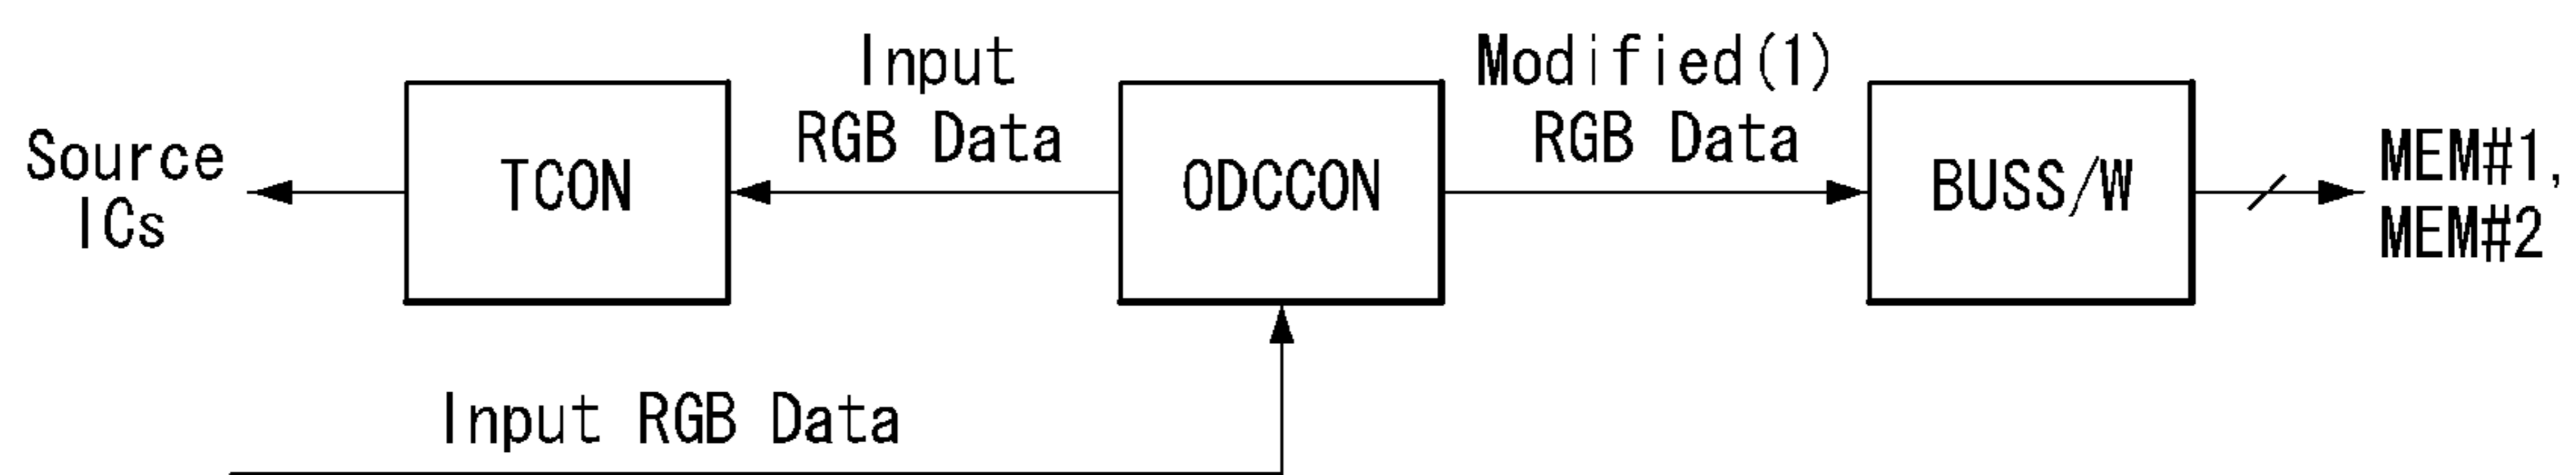 Source
ICs
TCON
Input
RGB Data
ODCCON
Modified(1)
RGB Data
BUSS/W
MEM#1,
MEM#2
Input RGB Data